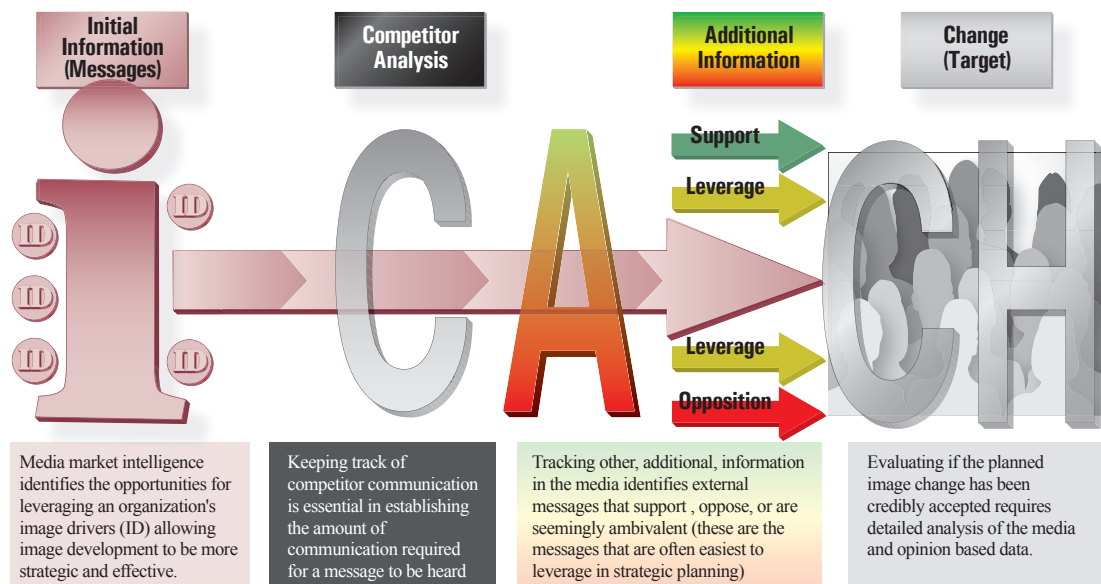 Initial
Information
(Messages)
Competitor
Analysis
Additional
Information
Change
(Target)
i
ID
ID
ID
ID
ID
C
A
Support
Leverage
Leverage
Opposition
CH
Media market intelligence
identifies the opportunities for
leveraging an organization's
image drivers (ID) allowing
image development to be more
strategic and effective.
Keeping track of
competitor communication
is essential in establishing
the amount of
communication required
for a message to be heard
Tracking other, additional, information
in the media identifies external
messages that support , oppose, or are
seemingly ambivalent (these are the
messages that are often easiest to
leverage in strategic planning)
Evaluating if the planned
image change has been
credibly accepted requires
detailed analysis of the media
and opinion based data.